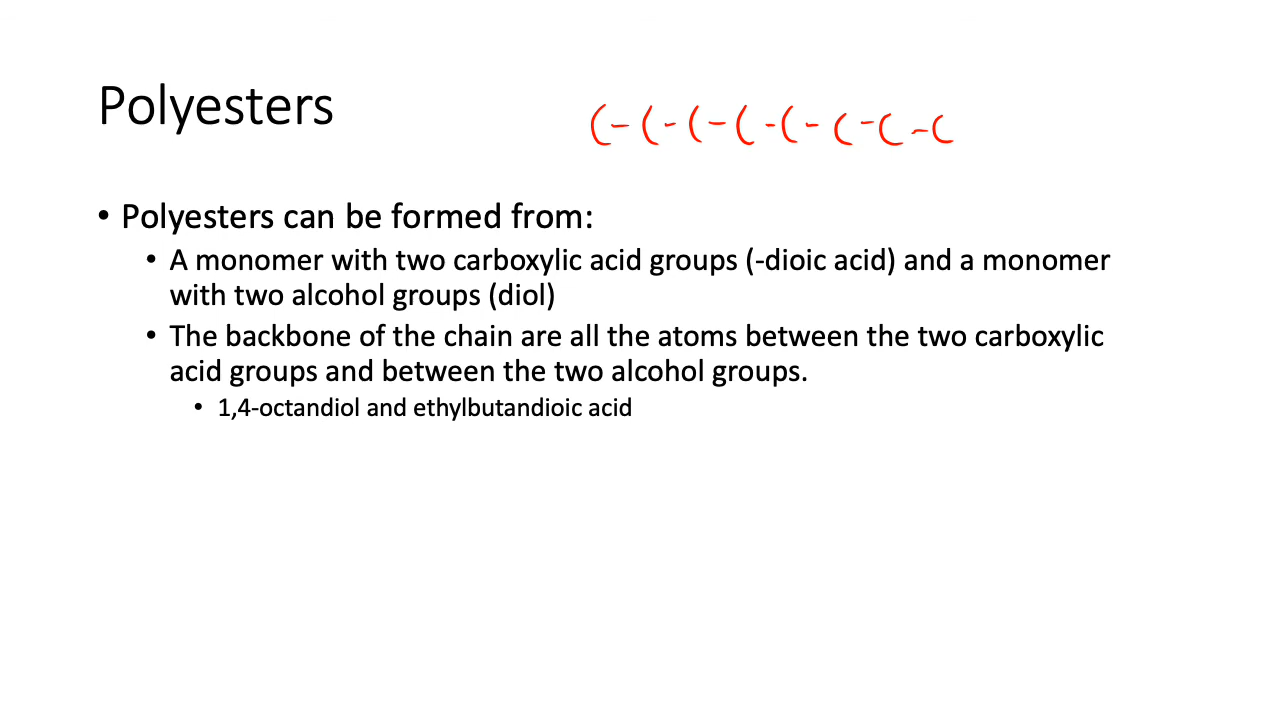 Polyesters
C-C-C-C-C-C-C-C
• Polyesters can be formed from:
• A monomer with two carboxylic acid groups (-dioic acid) and a monomer
with two alcohol groups (diol)
• The backbone of the chain are all the atoms between the two carboxylic
acid groups and between the two alcohol groups.
• 1,4-octandiol and ethylbutandioic acid